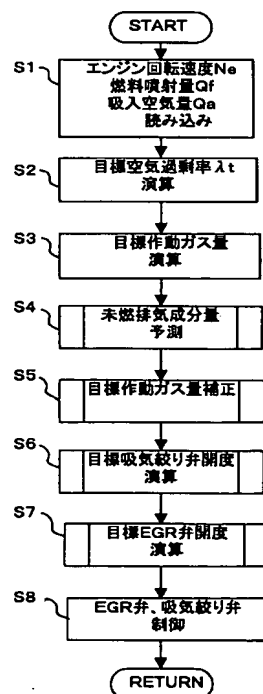 START
S1
エンジン回転速度Ne
燃料噴射量Qf
吸入空気量Qa
読み込み
S2
目標空気過剰率λt
演算
S3
目標作動ガス量
演算
S4
未燃排気成分量
予測
S5
目標作動ガス量補正
S6
目標吸気絞り弁開度
演算
S7
目標EGR弁開度
演算
S8
EGR弁、吸気絞り弁
制御
RETURN